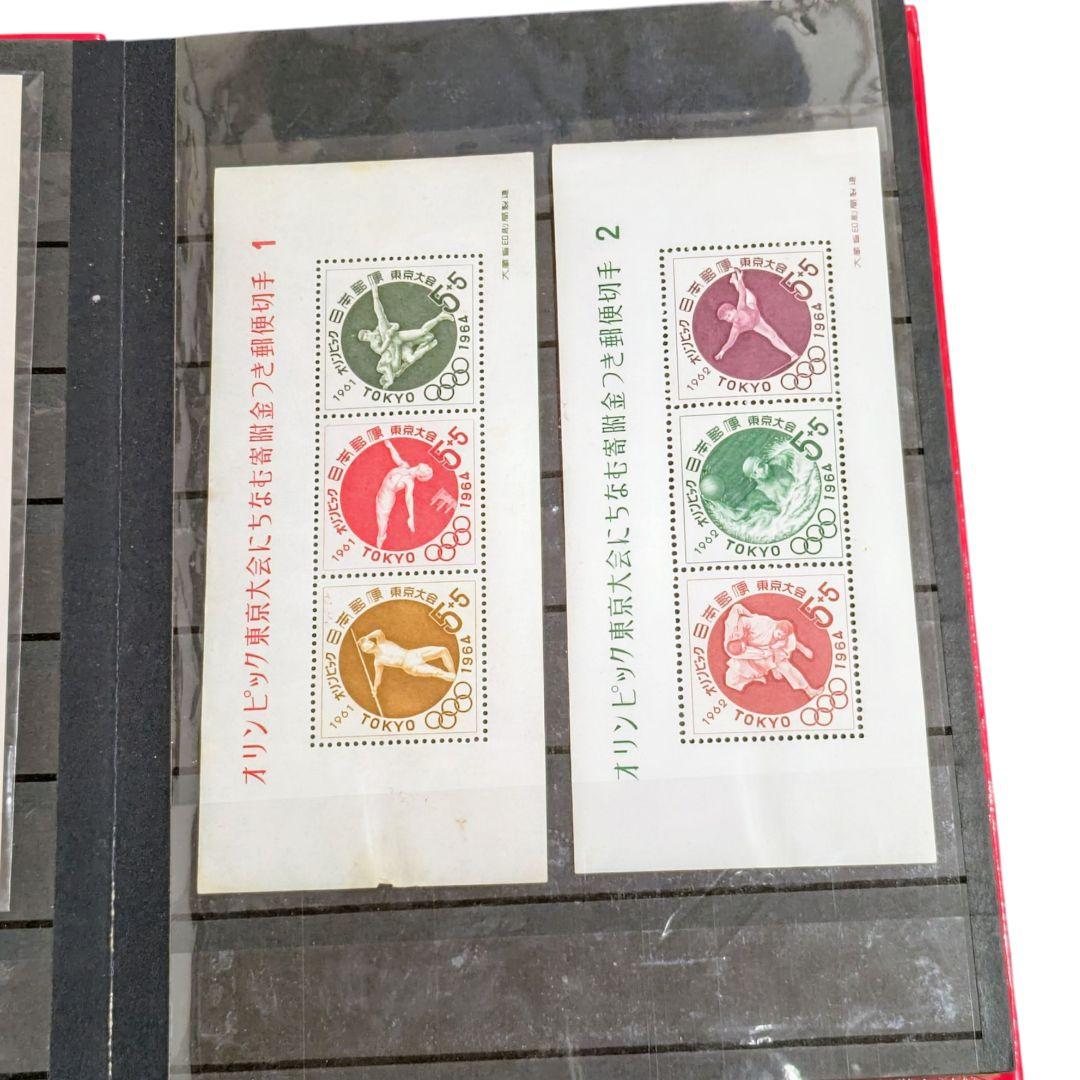 オリンピック東京大会にちなむ寄附金つき郵便切手 1
オリンピック 日本郵便 東京大会
5+5
1961 TOKYO 1964
オリンピック 日本郵便 東京大会
5+5
1961 TOKYO 1964
オリンピック 日本郵便 東京大会
5+5
1961 TOKYO 1964
大蔵省印刷局製造
オリンピック東京大会にちなむ寄附金つき郵便切手 2
オリンピック 日本郵便 東京大会
5+5
1962 TOKYO 1964
オリンピック 日本郵便 東京大会
5+5
1962 TOKYO 1964
オリンピック 日本郵便 東京大会
5+5
1962 TOKYO 1964
大蔵省印刷局製造